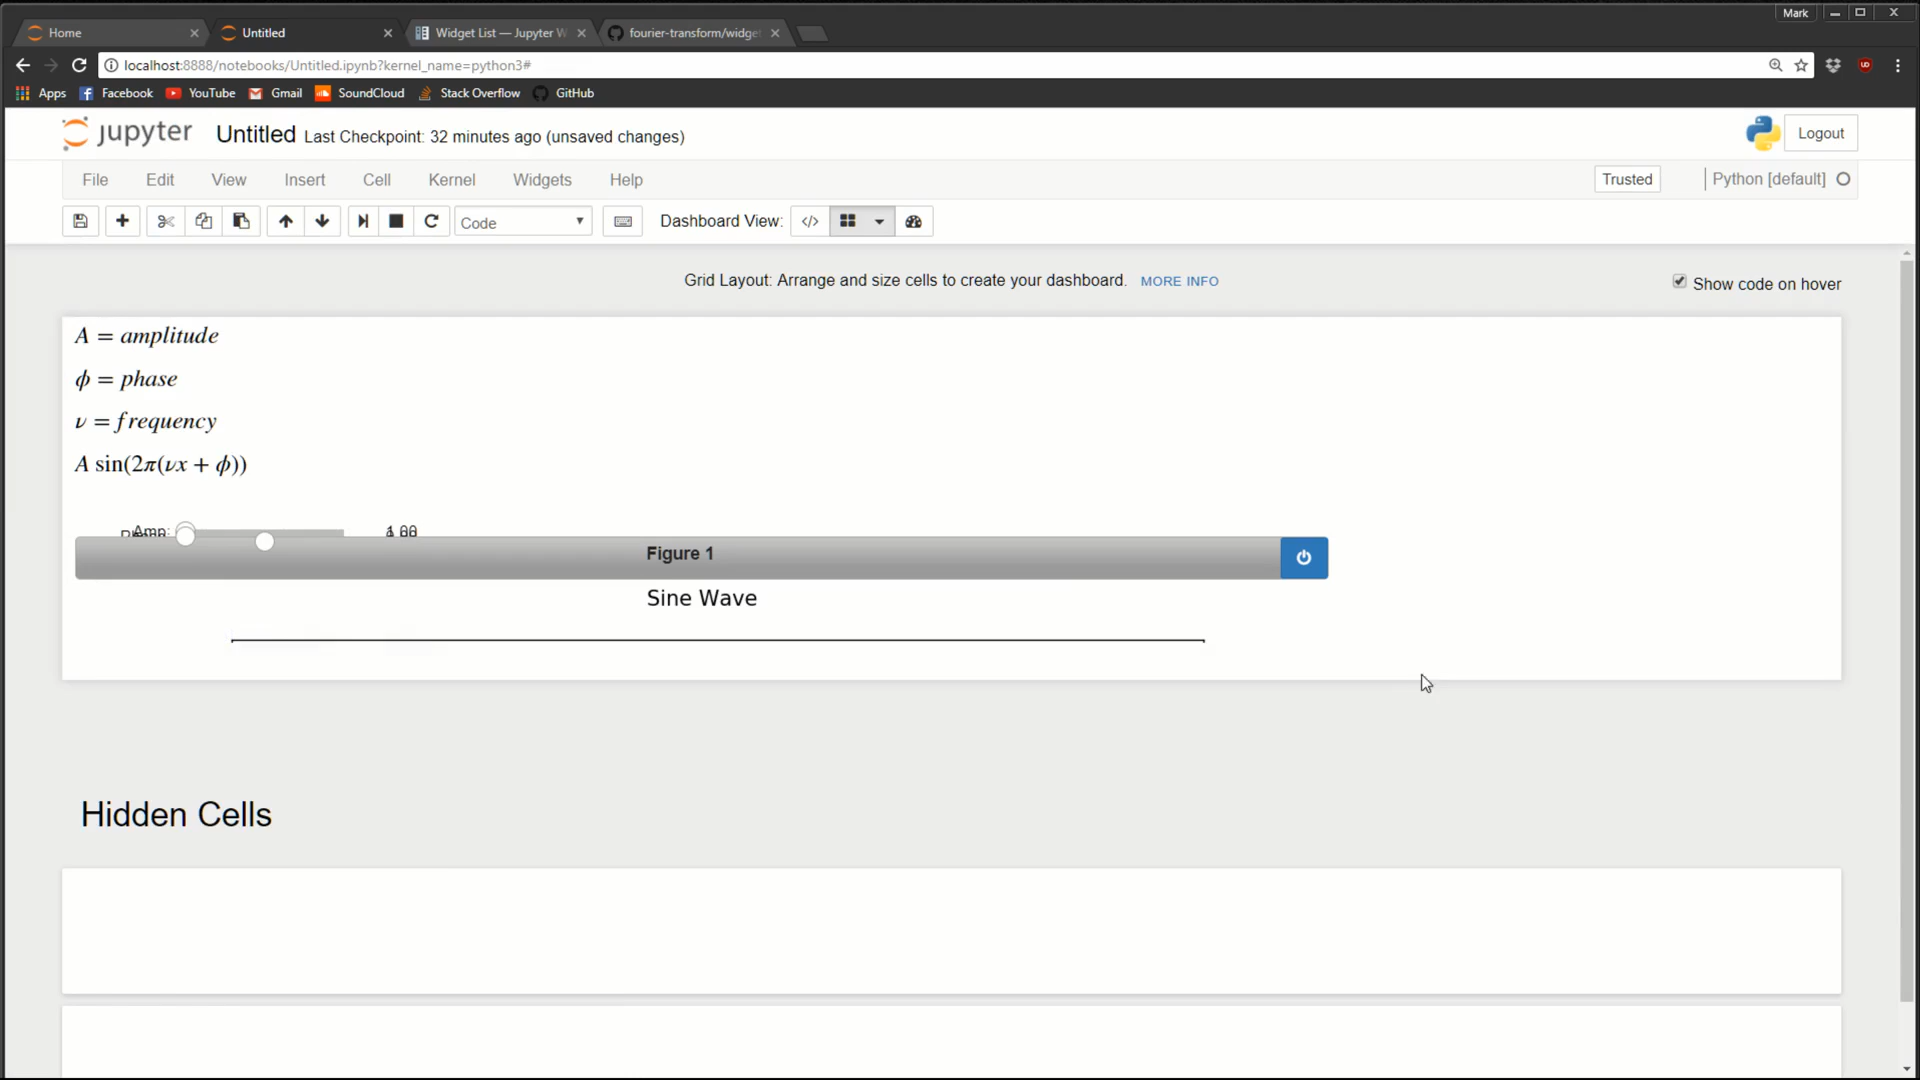 Mark
Home
Untitled
Widget List — Jupyter W
fourier-transform/widge
localhost:8888/notebooks/Untitled.ipynb?kernel_name=python3#
Apps Facebook YouTube Gmail SoundCloud Stack Overflow GitHub
jupyter Untitled Last Checkpoint: 32 minutes ago (unsaved changes)
Logout
File Edit View Insert Cell Kernel Widgets Help
Trusted Python [default]
Code Dashboard View:
Grid Layout: Arrange and size cells to create your dashboard. MORE INFO
Show code on hover
A = amplitude
ϕ = phase
ν = frequency
A sin(2π(νx + ϕ))
Amp:
Figure 1
Sine Wave
Hidden Cells